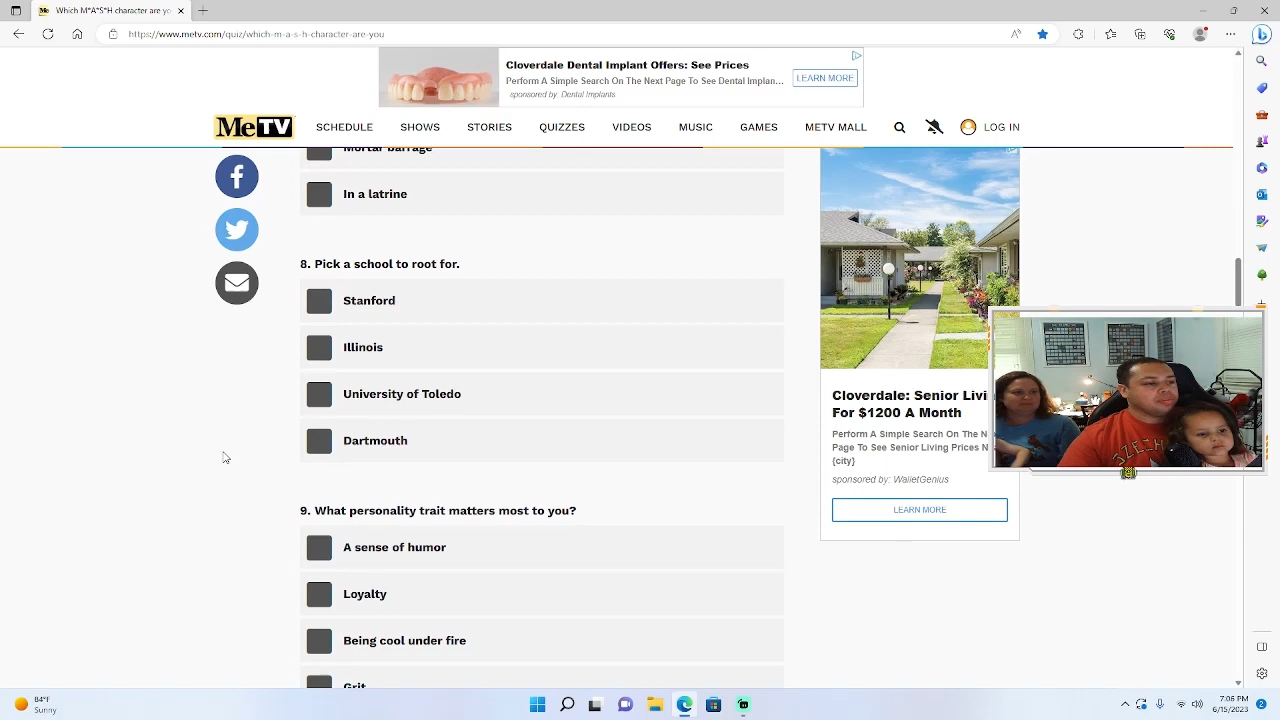 Which M*A*S*H character are yo
https://www.metv.com/quiz/which-m-a-s-h-character-are-you
Cloverdale Dental Implant Offers: See Prices
Perform A Simple Search On The Next Page To See Dental Implan...
sponsored by: Dental Implants
LEARN MORE
MeTV
SCHEDULE
SHOWS
STORIES
QUIZZES
VIDEOS
MUSIC
GAMES
METV MALL
LOG IN
Mortar barrage
In a latrine
8. Pick a school to root for.
Stanford
Illinois
University of Toledo
Dartmouth
9. What personality trait matters most to you?
A sense of humor
Loyalty
Being cool under fire
Grit
Cloverdale: Senior Livi
For $1200 A Month
Perform A Simple Search On The N
Page To See Senior Living Prices N
{city}
sponsored by: WalletGenius
LEARN MORE
84°F
Sunny
7:06 PM
6/15/2023